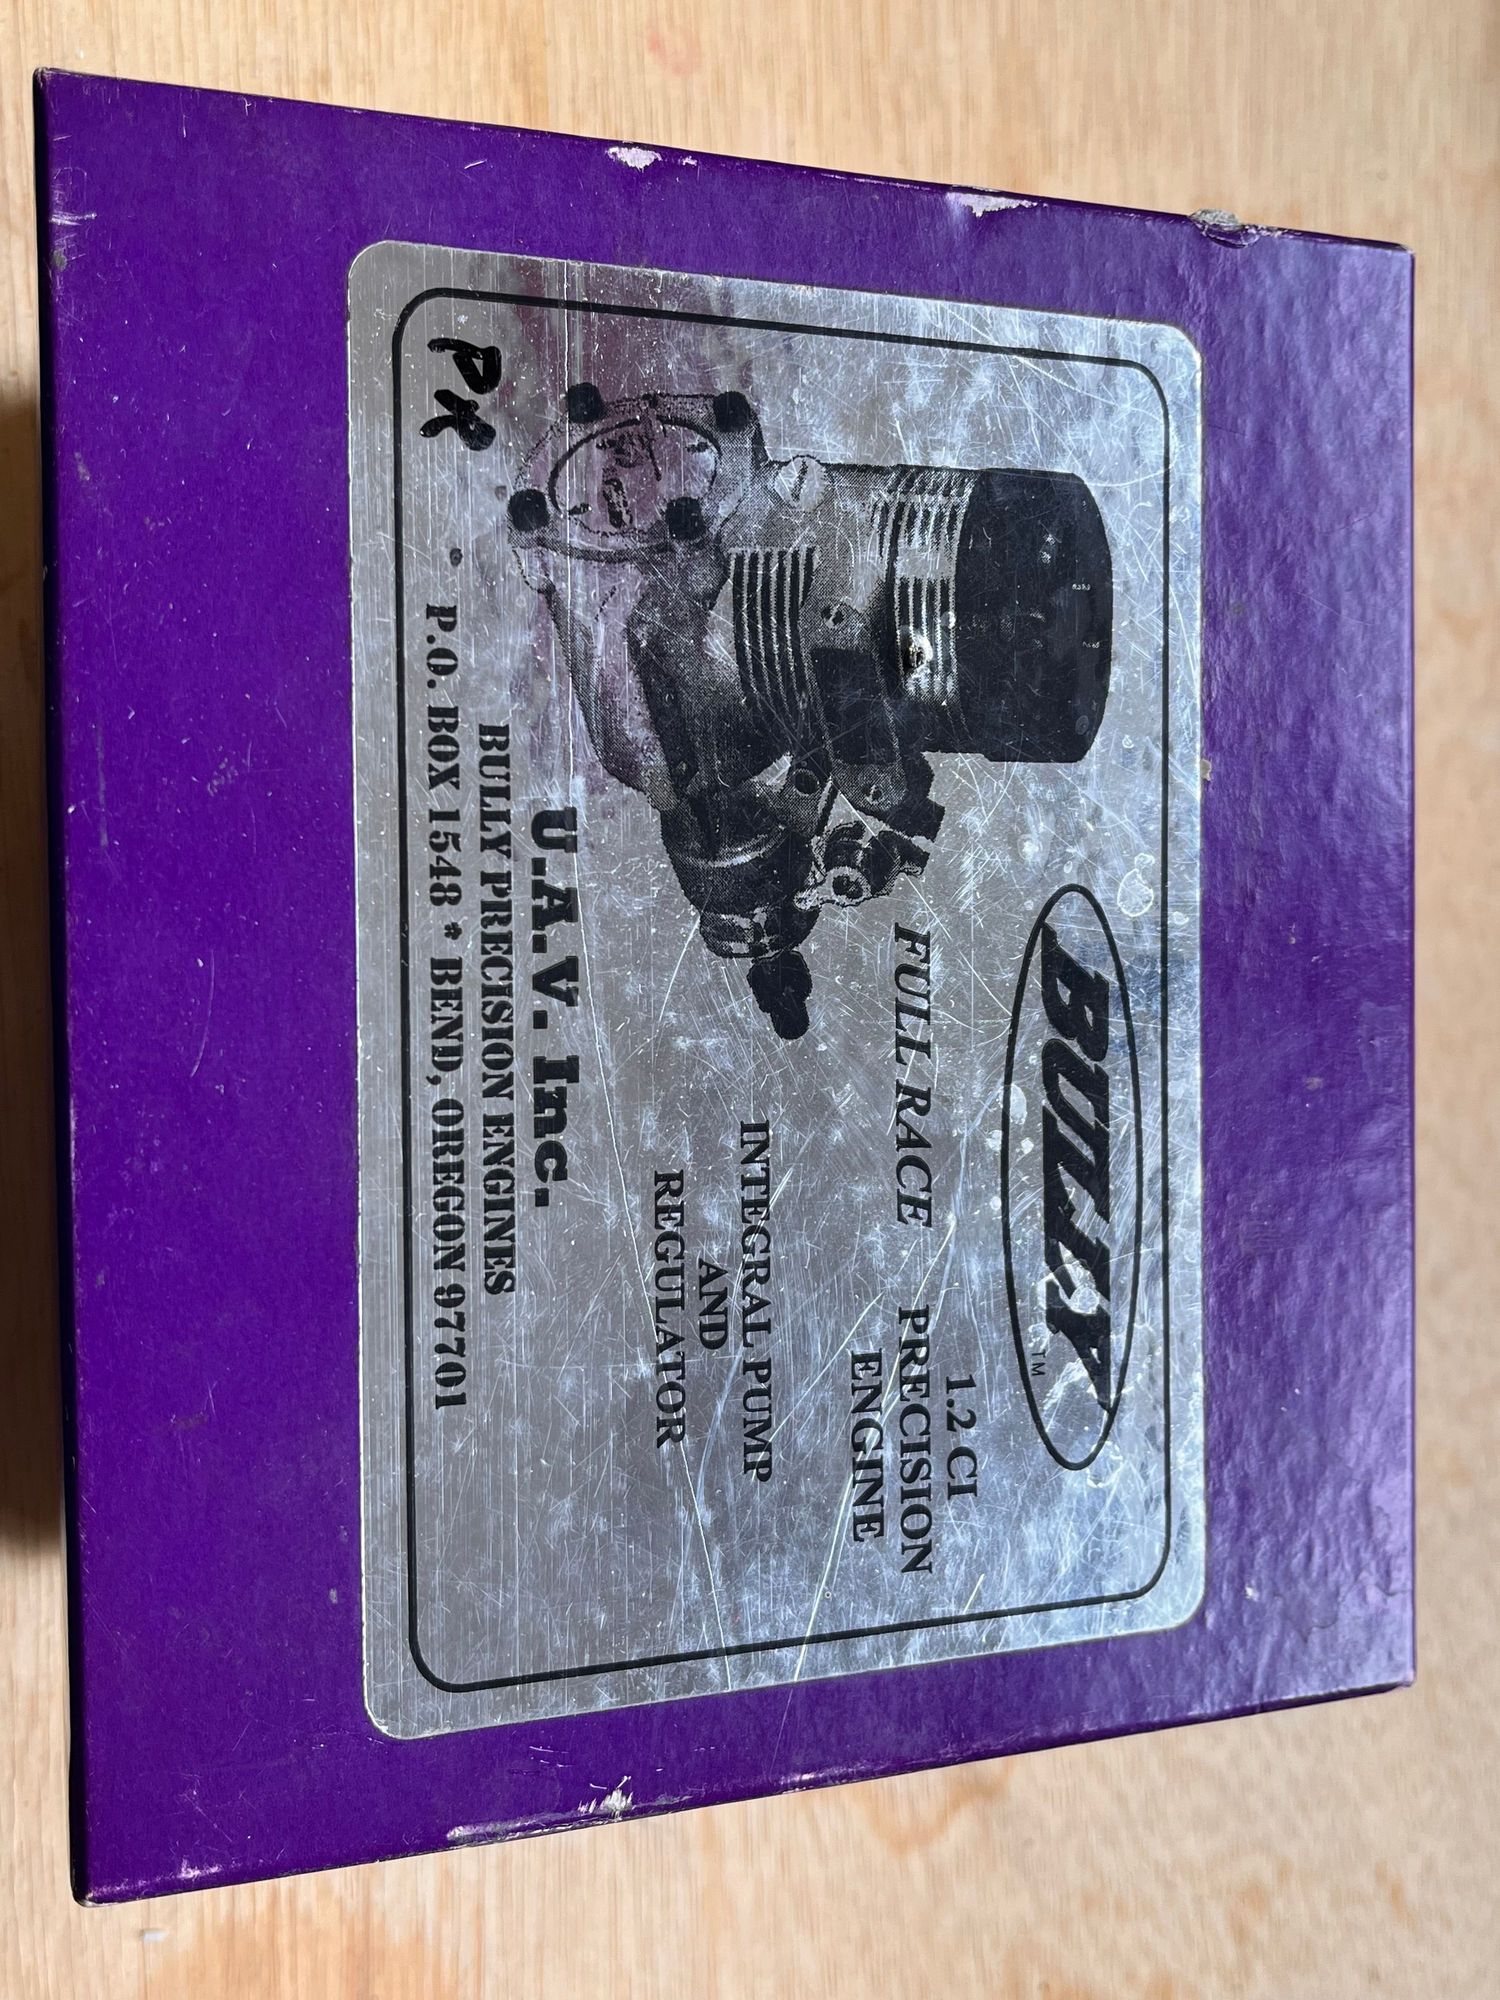 BULLY
TM
1.2 CI
FULL RACE PRECISION
ENGINE
INTEGRAL PUMP
AND
REGULATOR
U.A.V. Inc.
BULLY PRECISION ENGINES
P.O. BOX 1548 * BEND, OREGON 97701